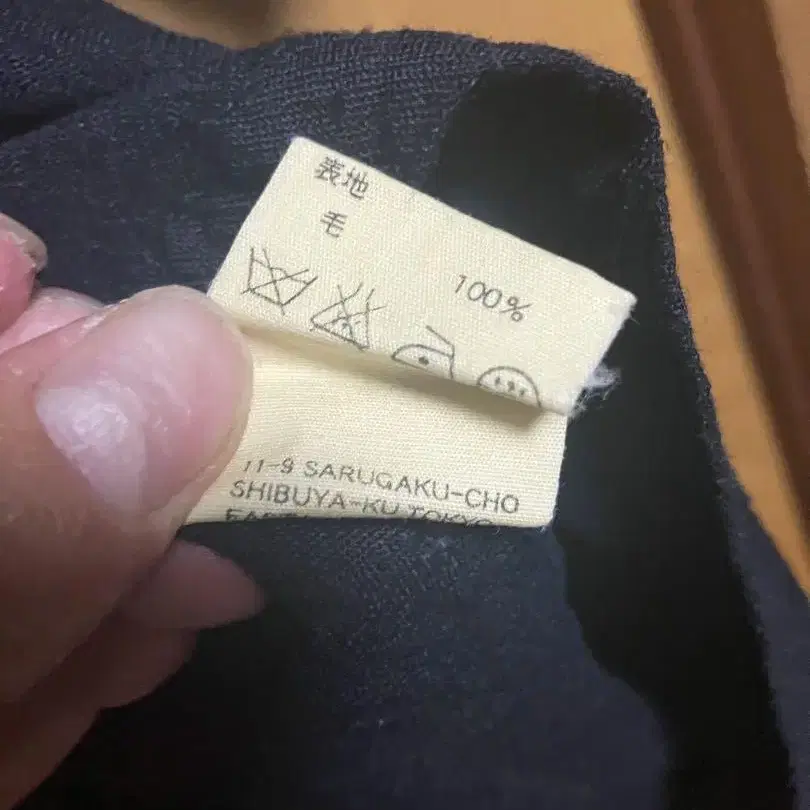 表地
毛
100%
11-9 SARUGAKU-CHO
SHIBUYA-KU TOKYO